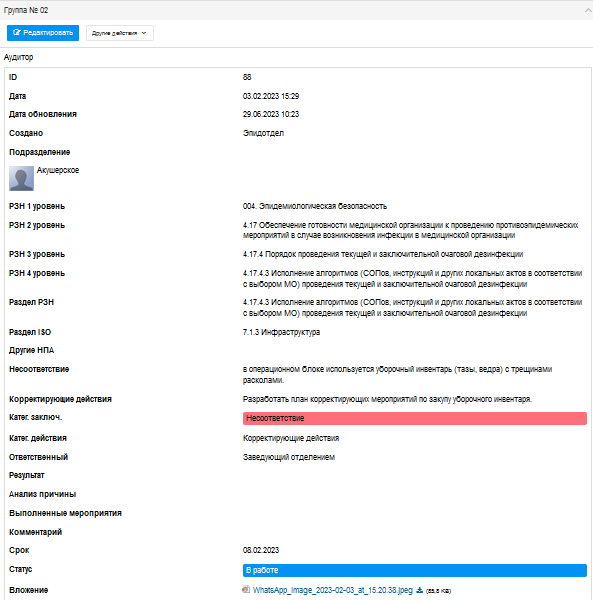 Группа № 02
Редактировать Другие действия
Аудитор
ID 88
Дата 03.02.2023 15:29
Дата обновления 29.06.2023 10:23
Создано Эпидотдел
Подразделение
Акушерское
РЗН 1 уровень 004. Эпидемиологическая безопасность
РЗН 2 уровень 4.17 Обеспечение готовности медицинской организации к проведению противоэпидемических
мероприятий в случае возникновения инфекции в медицинской организации
РЗН 3 уровень 4.17.4 Порядок проведения текущей и заключительной очаговой дезинфекции
РЗН 4 уровень 4.17.4.3 Исполнение алгоритмов (СОПов, инструкций и других локальных актов в соответствии
с выбором МО) проведения текущей и заключительной очаговой дезинфекции
Раздел РЗН 4.17.4.3 Исполнение алгоритмов (СОПов, инструкций и других локальных актов в соответствии
с выбором МО) проведения текущей и заключительной очаговой дезинфекции
Раздел ISO 7.1.3 Инфраструктура
Другие НПА
Несоответствие в операционном блоке используется уборочный инвентарь (тазы, ведра) с трещинами
расколами.
Корректирующие действия Разработать план корректирующих мероприятий по закупу уборочного инвентаря.
Катег. заключ. Несоответствие
Катег. действия Корректирующие действия
Ответственный Заведующий отделением
Результат
Анализ причины
Выполненные мероприятия
Комментарий
Срок 08.02.2023
Статус В работе
Вложение WhatsApp_Image_2023-02-03_at_15.20.38.jpeg (55,8 KB)